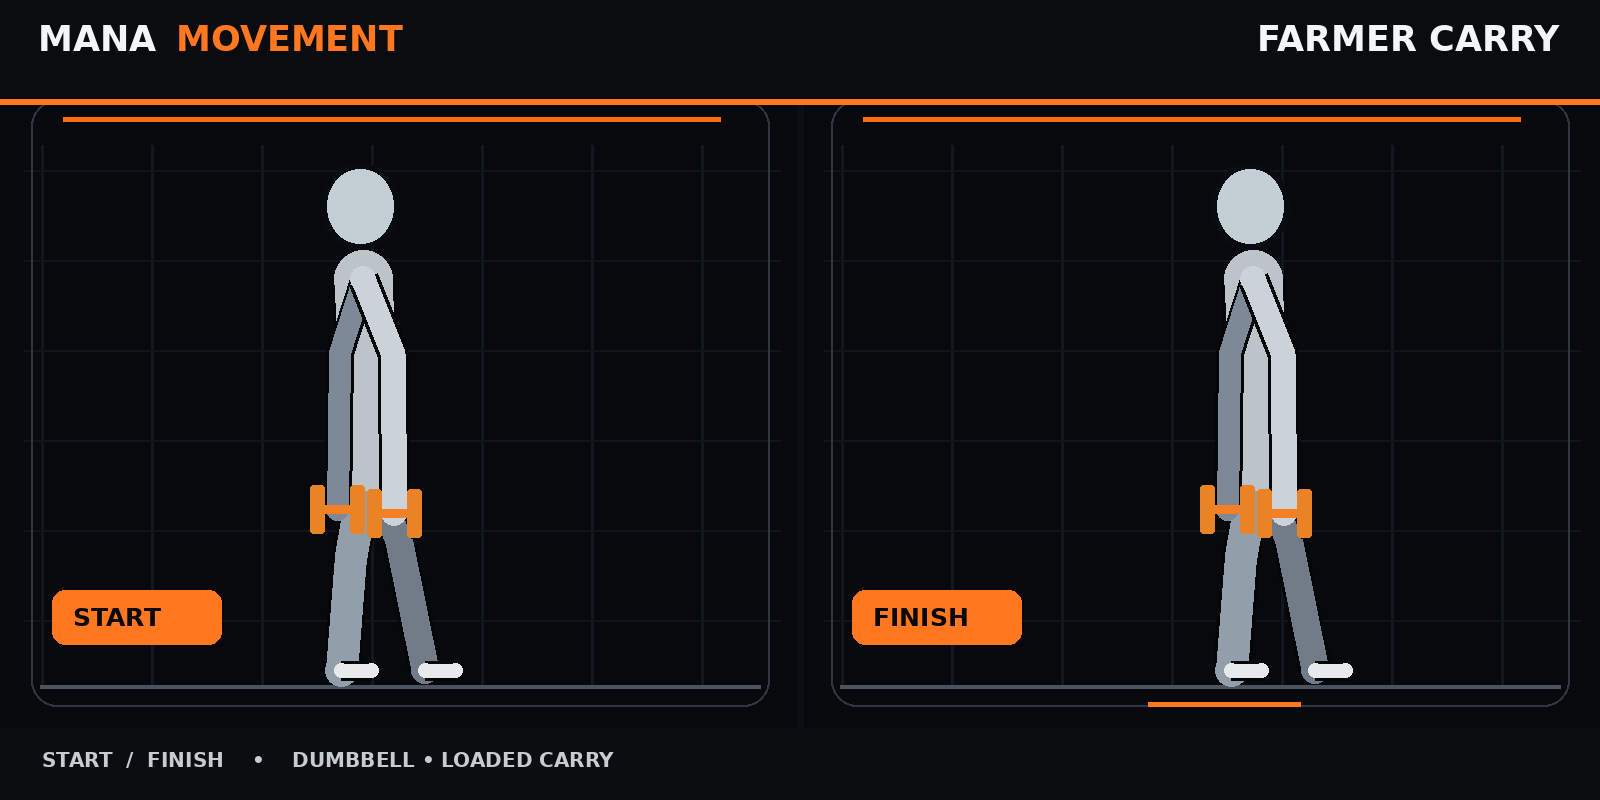 MANA MOVEMENT
FARMER CARRY
START
FINISH
START / FINISH • DUMBBELL • LOADED CARRY